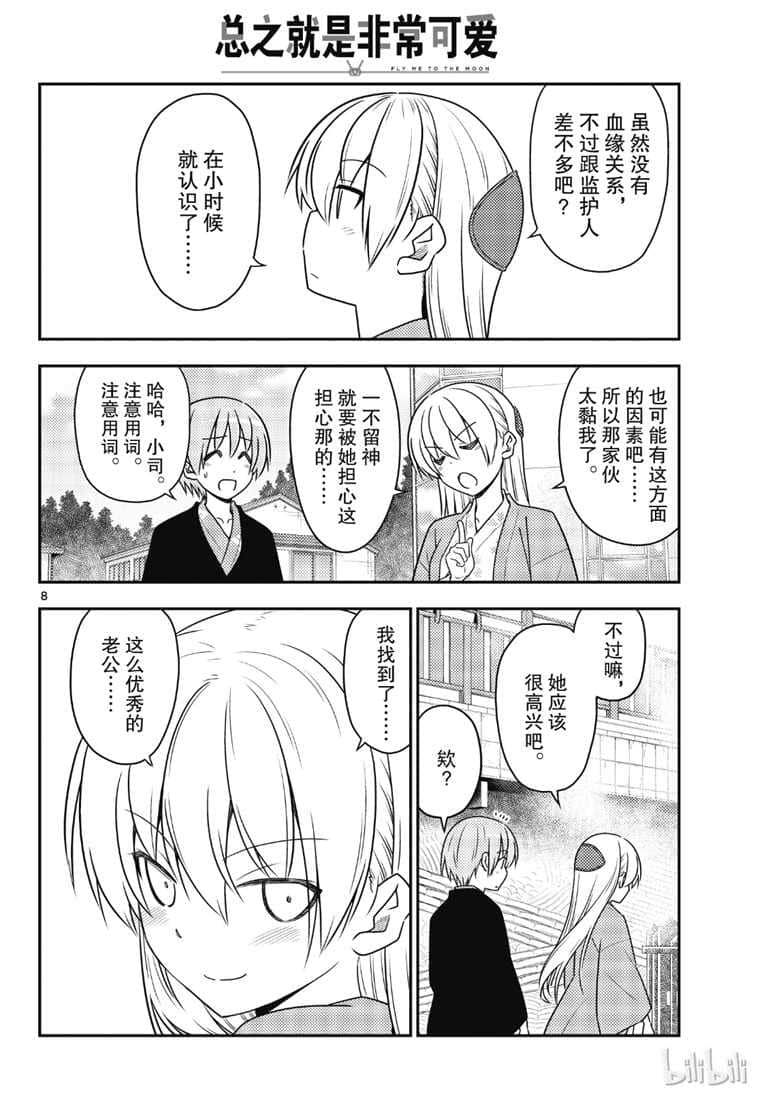 总之就是非常可爱
FLY ME TO THE MOON
虽然没有
血缘关系，
不过跟监护人
差不多吧？
在小时候
就认识了……
也可能有这方面
的因素吧……
所以那家伙
太黏我了。
一不留神
就要被她担心这
担心那的……
哈哈，小司。
注意用词。
注意用词。
8
不过嘛，
她应该
很高兴吧。
欸？
我找到了……
这么优秀的
老公……
bilibili